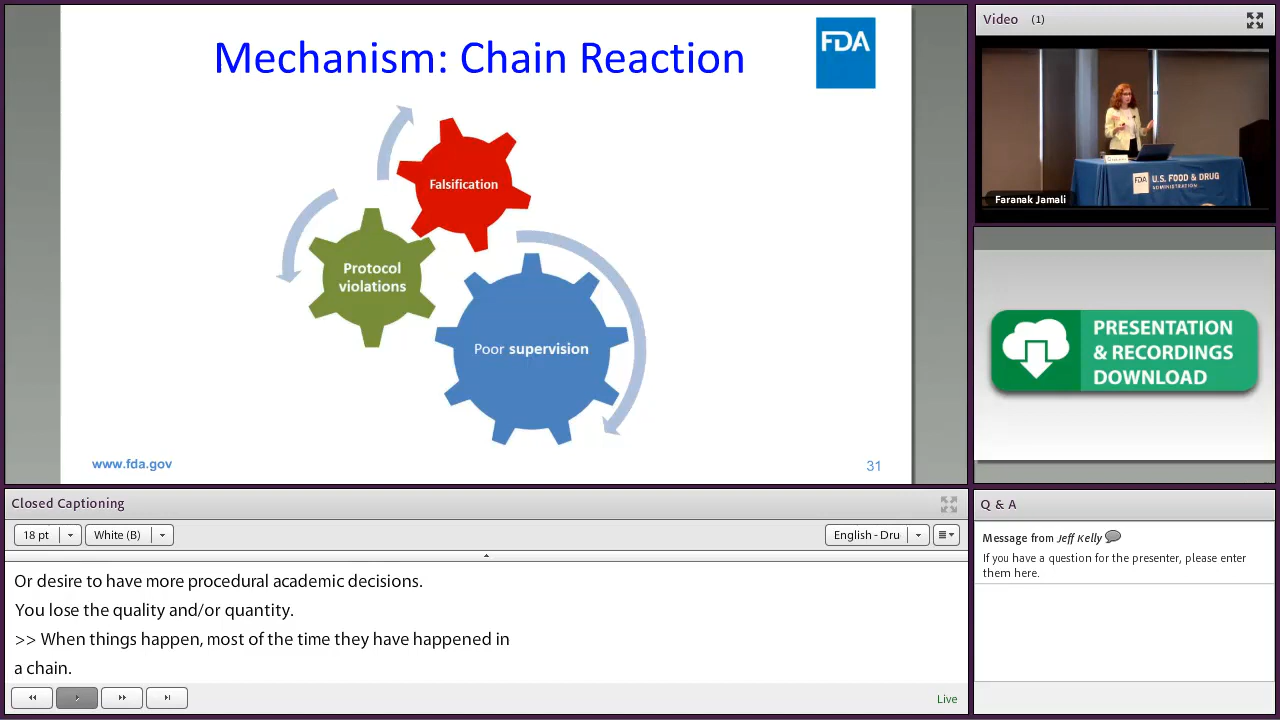 Mechanism: Chain Reaction
FDA
Falsification
Protocol
violations
Poor supervision
www.fda.gov
31
Video (1)
FDA
U.S. FOOD & DRUG
ADMINISTRATION
Faranak Jamali
PRESENTATION
& RECORDINGS
DOWNLOAD
Closed Captioning
18 pt
White (B)
English - Dru
Or desire to have more procedural academic decisions.
You lose the quality and/or quantity.
>> When things happen, most of the time they have happened in
a chain.
Live
Q & A
Message from Jeff Kelly
If you have a question for the presenter, please enter
them here.